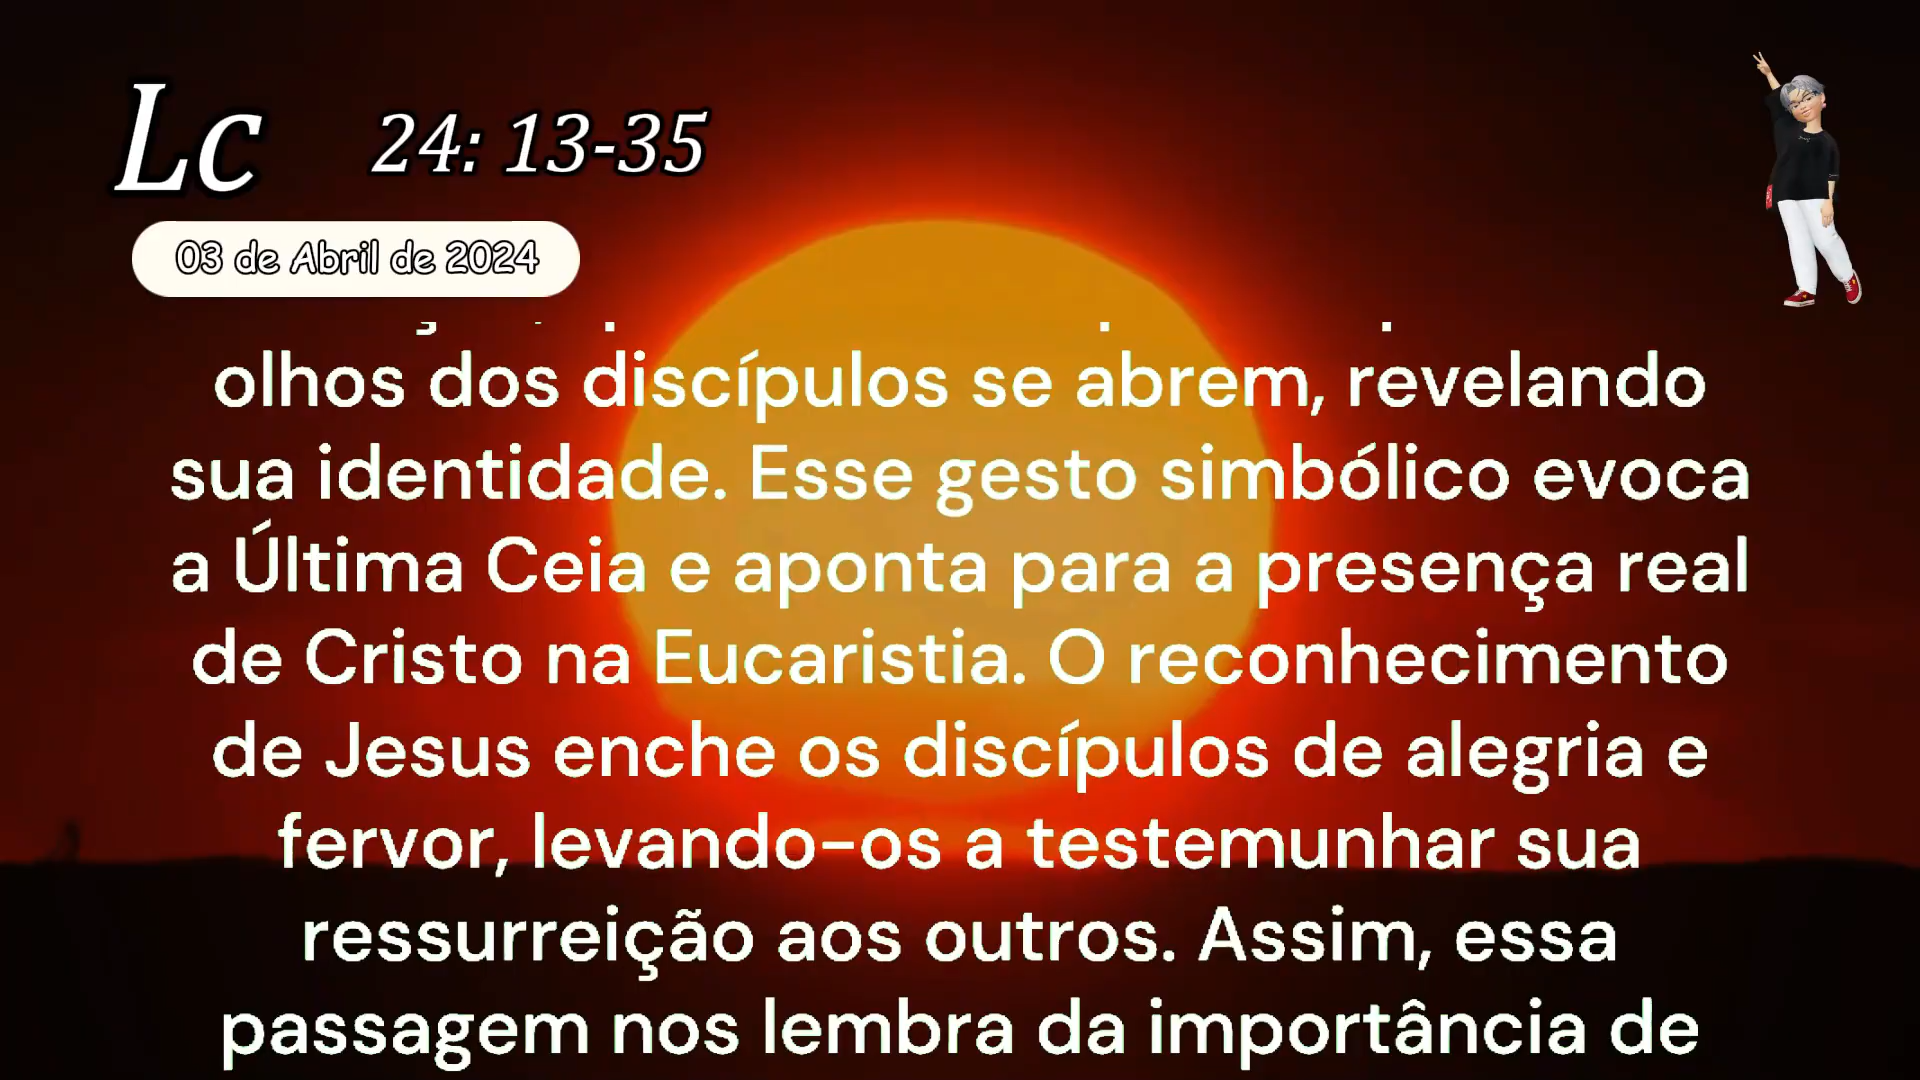 Lc 24: 13-35
03 de Abril de 2024
olhos dos discípulos se abrem, revelando
sua identidade. Esse gesto simbólico evoca
a Última Ceia e aponta para a presença real
de Cristo na Eucaristia. O reconhecimento
de Jesus enche os discípulos de alegria e
fervor, levando-os a testemunhar sua
ressurreição aos outros. Assim, essa
passagem nos lembra da importância de